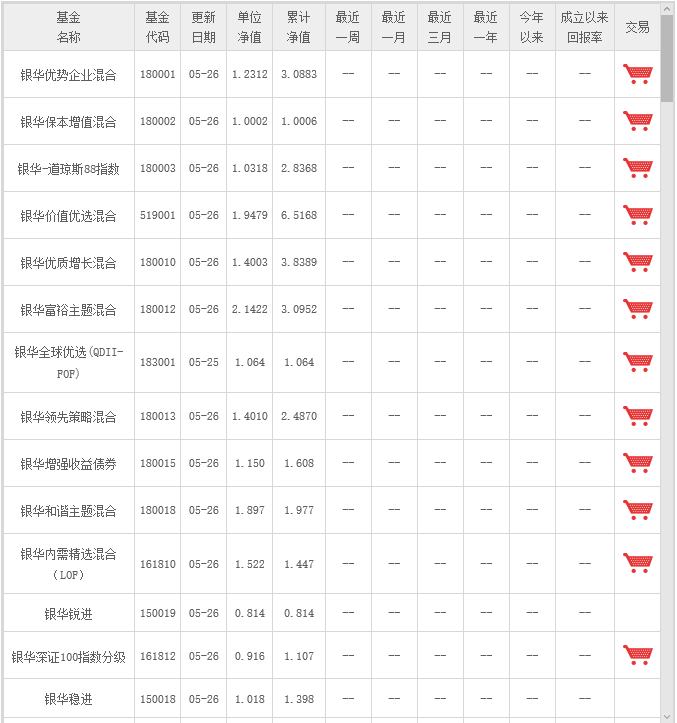 基金名称 基金代码 更新日期 单位净值 累计净值 最近一周 最近一月 最近三月 最近一年 今年以来 成立以来回报率 交易
银华优势企业混合 180001 05-26 1.2312 3.0883 -- -- -- -- -- --
银华保本增值混合 180002 05-26 1.0002 1.0006 -- -- -- -- -- --
银华-道琼斯88指数 180003 05-26 1.0318 2.8368 -- -- -- -- -- --
银华价值优选混合 519001 05-26 1.9479 6.5168 -- -- -- -- -- --
银华优质增长混合 180010 05-26 1.4003 3.8389 -- -- -- -- -- --
银华富裕主题混合 180012 05-26 2.1422 3.0952 -- -- -- -- -- --
银华全球优选(QDII-FOF) 183001 05-25 1.064 1.064 -- -- -- -- -- --
银华领先策略混合 180013 05-26 1.4010 2.4870 -- -- -- -- -- --
银华增强收益债券 180015 05-26 1.150 1.608 -- -- -- -- -- --
银华和谐主题混合 180018 05-26 1.897 1.977 -- -- -- -- -- --
银华内需精选混合（LOF） 161810 05-26 1.522 1.447 -- -- -- -- -- --
银华锐进 150019 05-26 0.814 0.814 -- -- -- -- -- --
银华深证100指数分级 161812 05-26 0.916 1.107 -- -- -- -- -- --
银华稳进 150018 05-26 1.018 1.398 -- -- -- -- -- --